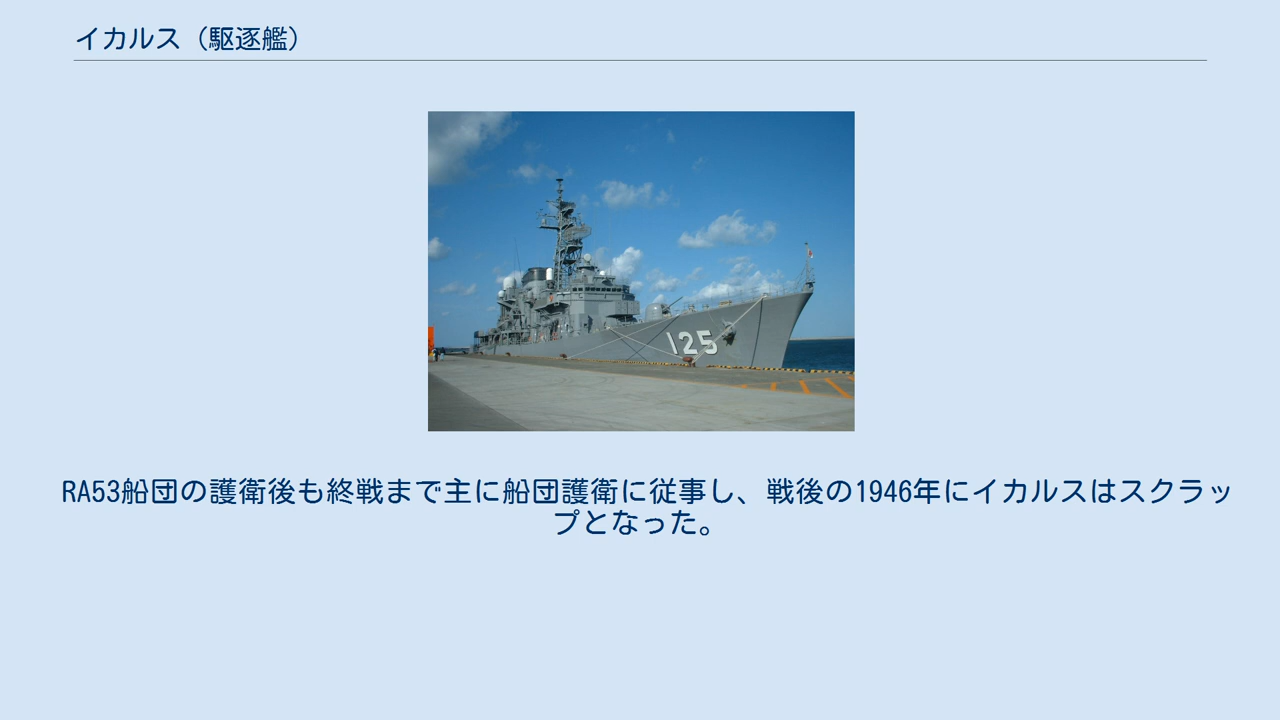 イカルス（駆逐艦）
125
RA53船団の護衛後も終戦まで主に船団護衛に従事し、戦後の1946年にイカルスはスクラッ
プとなった。